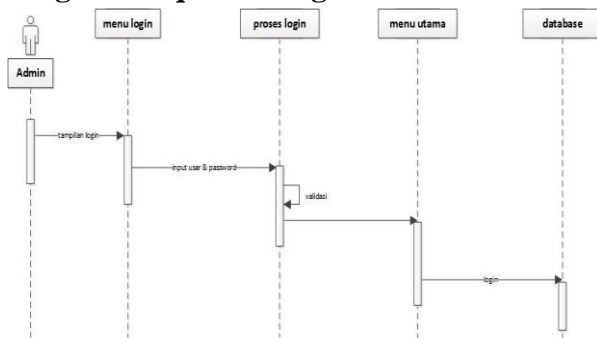 menu login
proses login
menu utama
database
Admin
tampilan login
input user & password
validasi
login